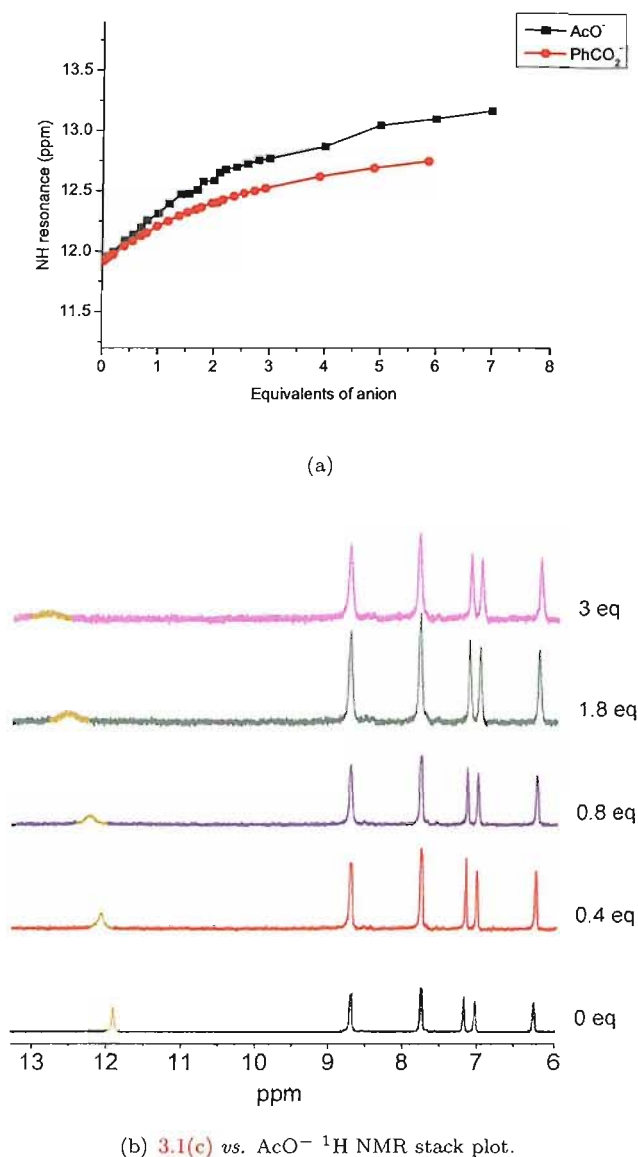 AcO⁻
PhCO₂⁻
13.5
13.0
12.5
12.0
11.5
NH resonance (ppm)
0 1 2 3 4 5 6 7 8
Equivalents of anion
(a)
3 eq
1.8 eq
0.8 eq
0.4 eq
0 eq
13 12 11 10 9 8 7 6
ppm
(b) 3.1(c) vs. AcO⁻ ¹H NMR stack plot.